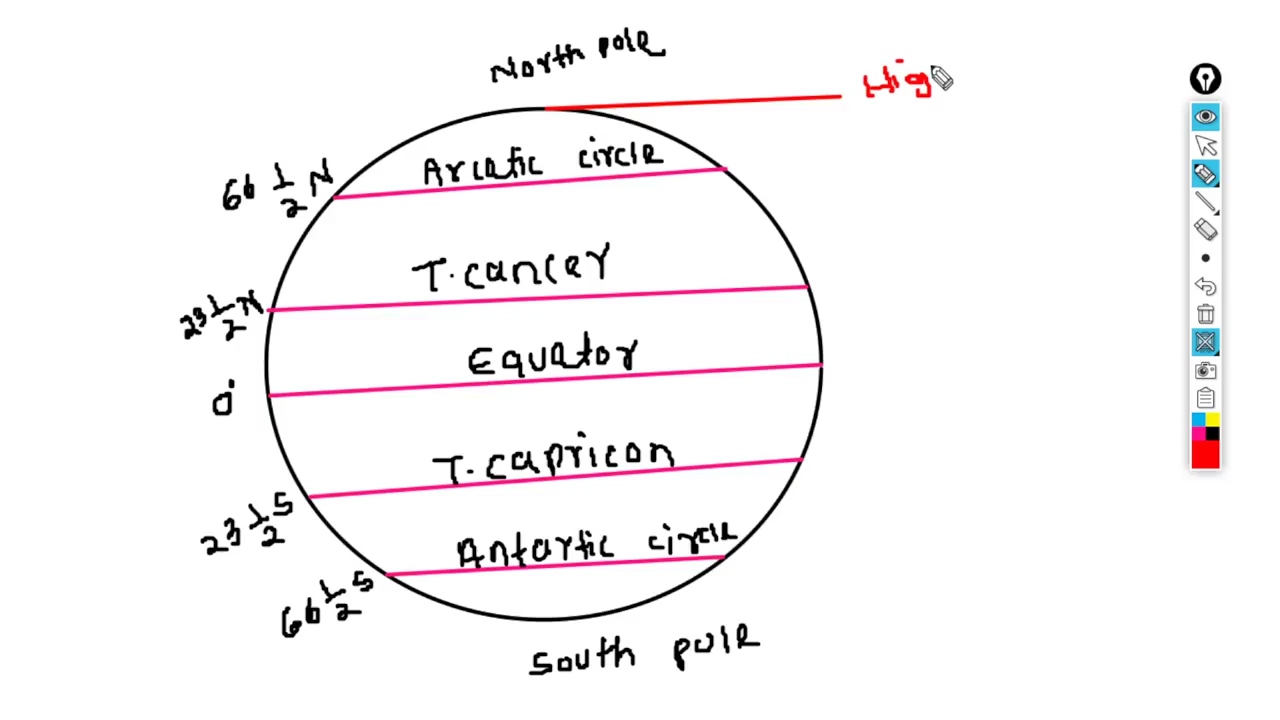 North pole
Hig
Arcatic circle
66 1/2 N
T.cancer
23 1/2 N
Equator
0°
T.capricon
23 1/2 S
Antartic circle
66 1/2 S
South pole